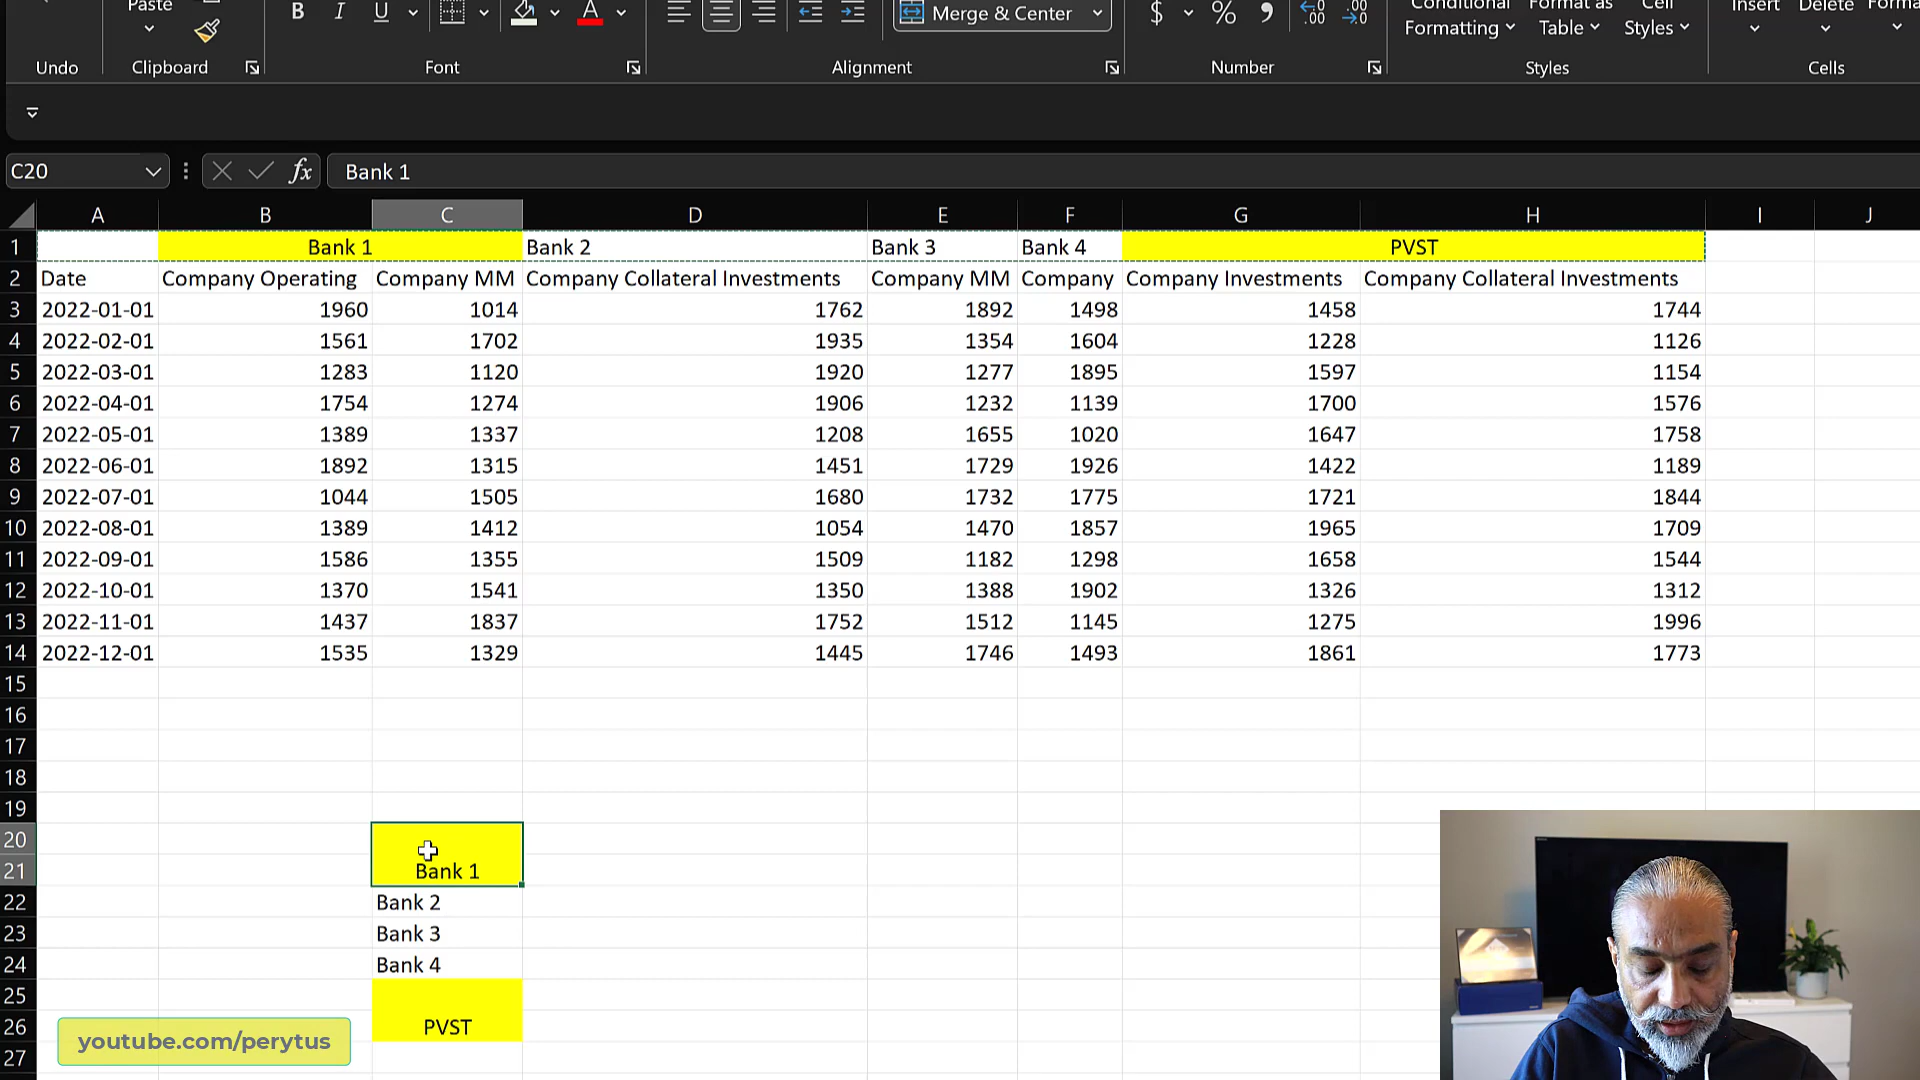 Paste
B I U A
Merge & Center
$ % , .00 .00
Conditional Formatting
Format as Table
Cell Styles
Insert
Delete
Undo Clipboard Font Alignment Number Styles Cells
C20 fx Bank 1
A B C D E F G H I J
1 Bank 1 Bank 2 Bank 3 Bank 4 PVST
2 Date Company Operating Company MM Company Collateral Investments Company MM Company Company Investments Company Collateral Investments
3 2022-01-01 1960 1014 1762 1892 1498 1458 1744
4 2022-02-01 1561 1702 1935 1354 1604 1228 1126
5 2022-03-01 1283 1120 1920 1277 1895 1597 1154
6 2022-04-01 1754 1274 1906 1232 1139 1700 1576
7 2022-05-01 1389 1337 1208 1655 1020 1647 1758
8 2022-06-01 1892 1315 1451 1729 1926 1422 1189
9 2022-07-01 1044 1505 1680 1732 1775 1721 1844
10 2022-08-01 1389 1412 1054 1470 1857 1965 1709
11 2022-09-01 1586 1355 1509 1182 1298 1658 1544
12 2022-10-01 1370 1541 1350 1388 1902 1326 1312
13 2022-11-01 1437 1837 1752 1512 1145 1275 1996
14 2022-12-01 1535 1329 1445 1746 1493 1861 1773
15
16
17
18
19
20
21 Bank 1
22 Bank 2
23 Bank 3
24 Bank 4
25
26 PVST
27
youtube.com/perytus